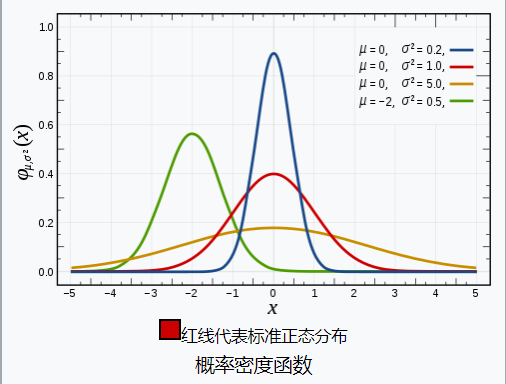 1.0
0.8
0.6
0.4
0.2
0.0
φμ,σ²(x)
μ = 0, σ² = 0.2,
μ = 0, σ² = 1.0,
μ = 0, σ² = 5.0,
μ = −2, σ² = 0.5,
−5 −4 −3 −2 −1 0 1 2 3 4 5
x
红线代表标准正态分布
概率密度函数